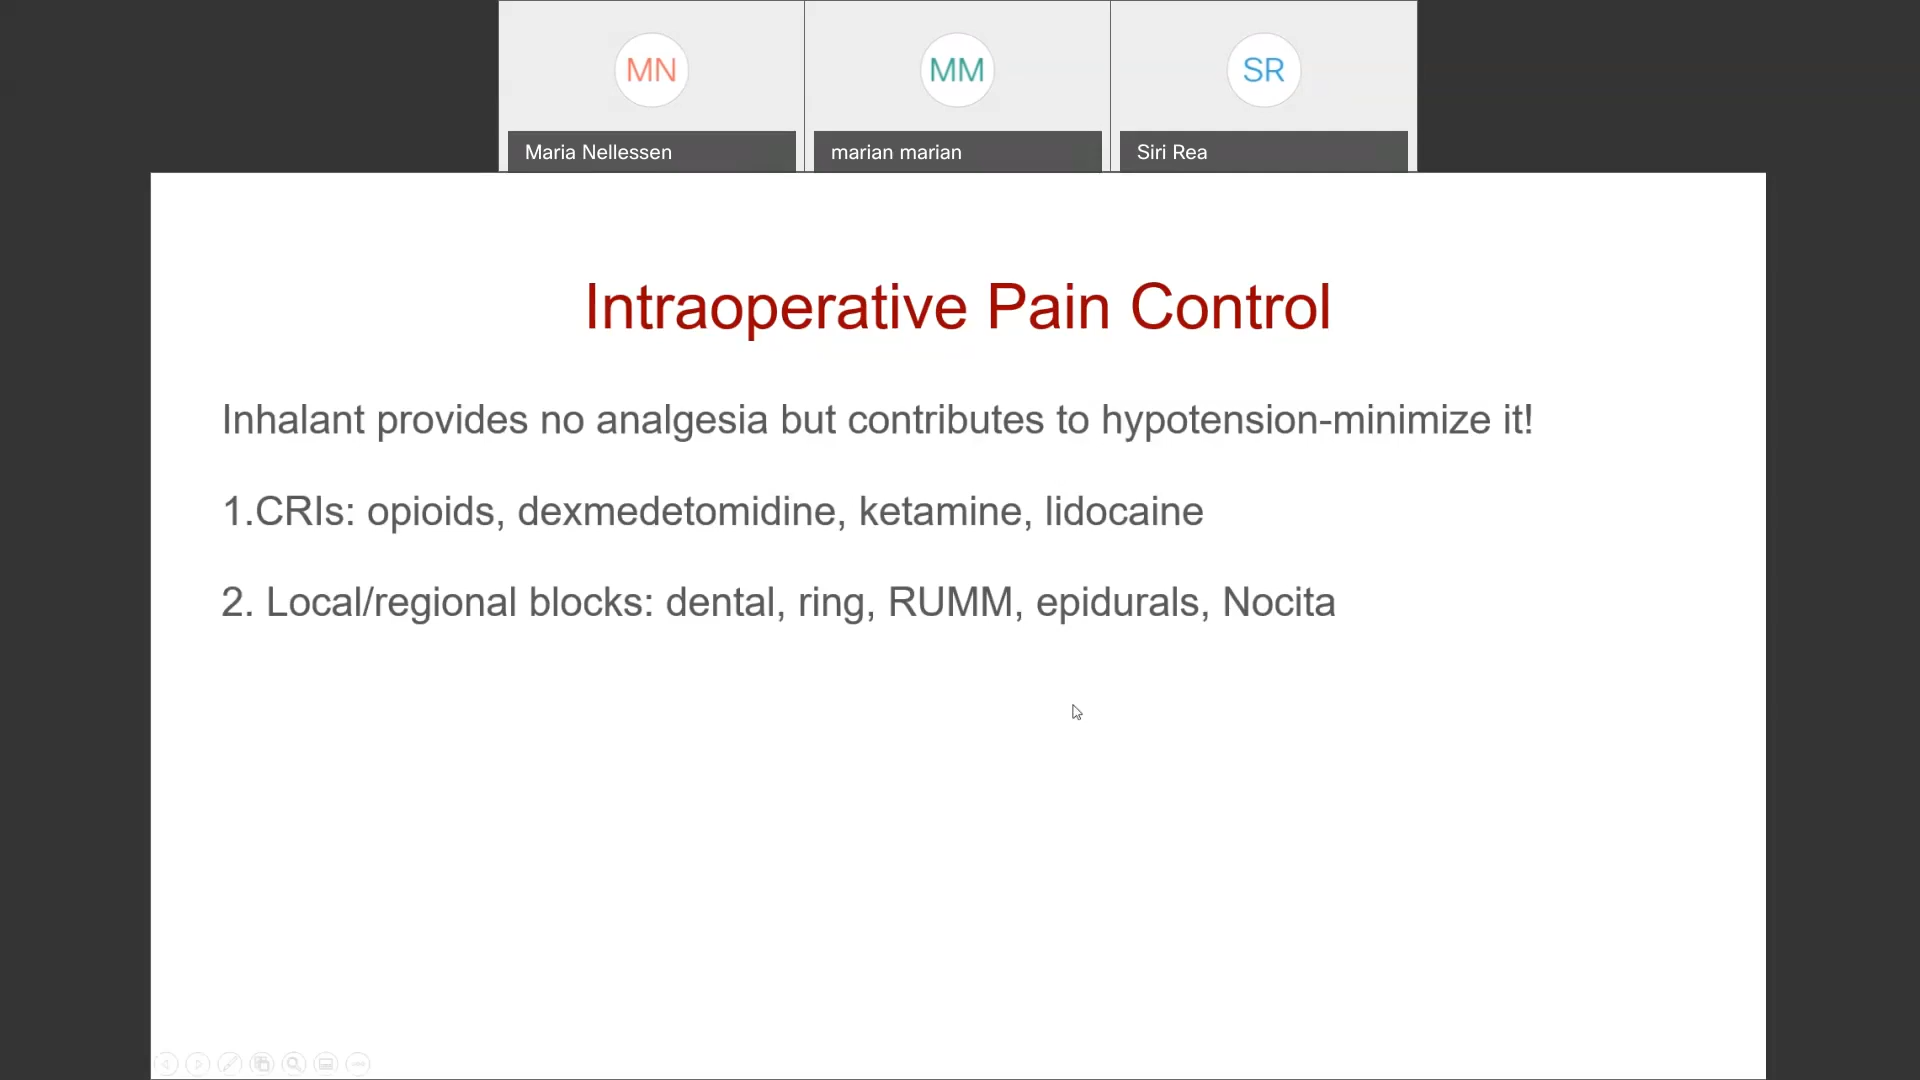 MN
MM
SR
Maria Nellessen
marian marian
Siri Rea
Intraoperative Pain Control
Inhalant provides no analgesia but contributes to hypotension-minimize it!
1.CRIs: opioids, dexmedetomidine, ketamine, lidocaine
2. Local/regional blocks: dental, ring, RUMM, epidurals, Nocita